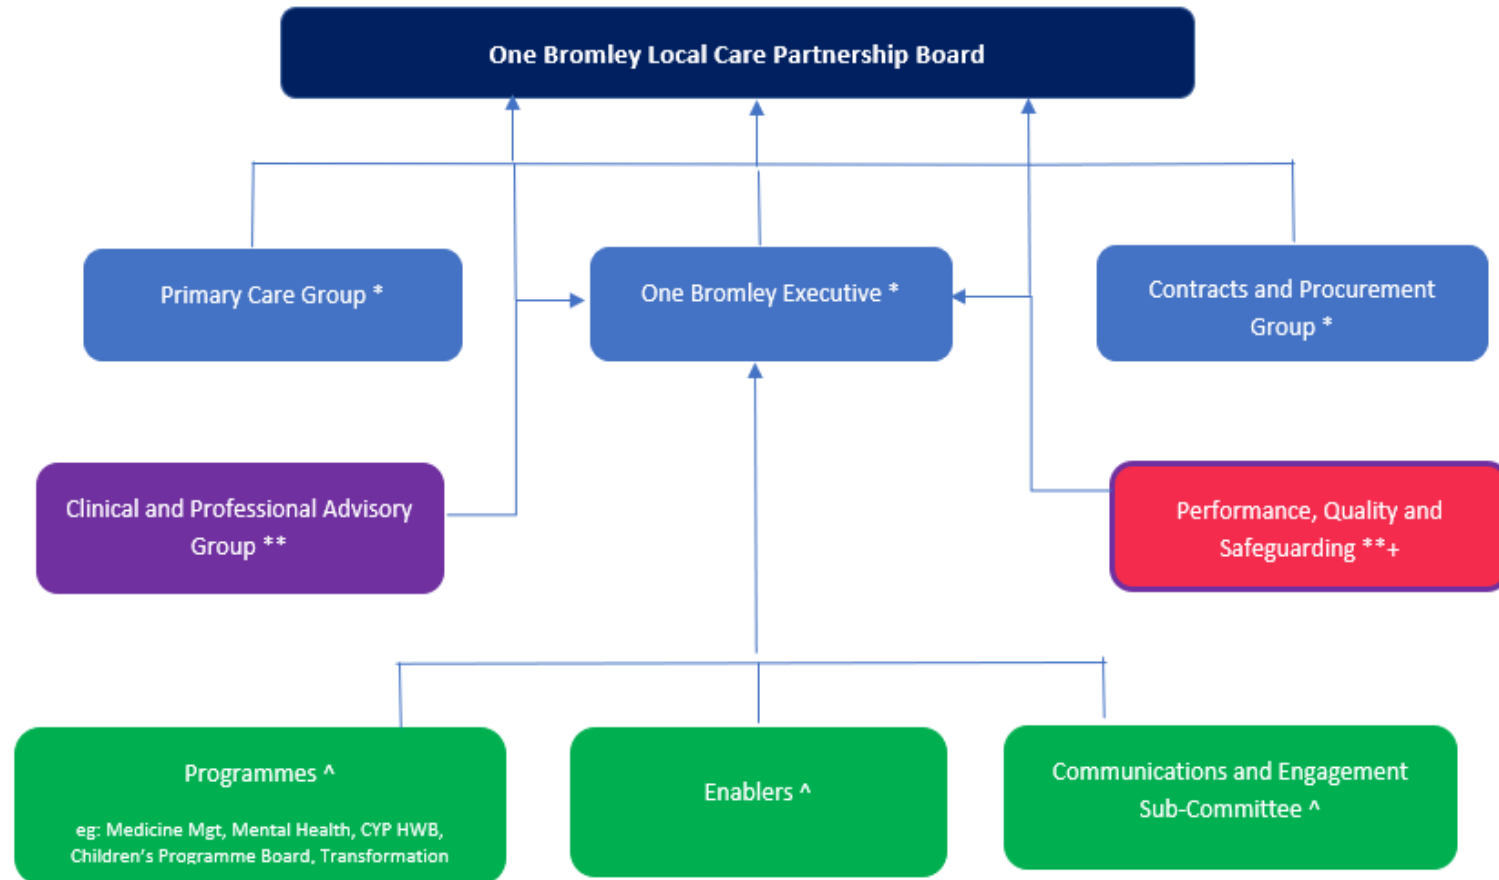 One Bromley Local Care Partnership Board
Primary Care Group *
One Bromley Executive *
Contracts and Procurement
Group *
Clinical and Professional Advisory
Group **
Performance, Quality and
Safeguarding **+
Programmes ^
eg: Medicine Mgt, Mental Health, CYP HWB,
Children's Programme Board, Transformation
Enablers ^
Communications and Engagement
Sub-Committee ^